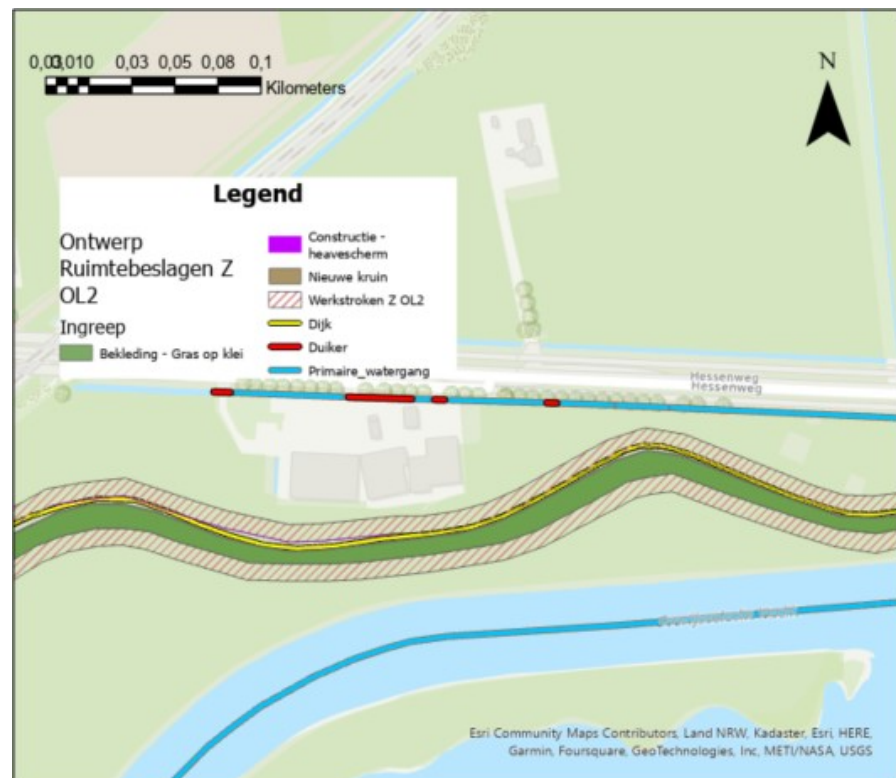 0,03 0,010 0,03 0,05 0,08 0,1
Kilometers
N
Legend
Ontwerp
Ruimtebeslagen Z
OL2
Ingreep
Bekleding - Gras op klei
Constructie -
heavescherm
Nieuwe kruin
Werkstroken Z OL2
Dijk
Duiker
Primaire_watergang
Hessenweg
Hessenweg
Esri Community Maps Contributors, Land NRW, Kadaster, Esri, HERE,
Garmin, Foursquare, GeoTechnologies, Inc, METI/NASA, USGS